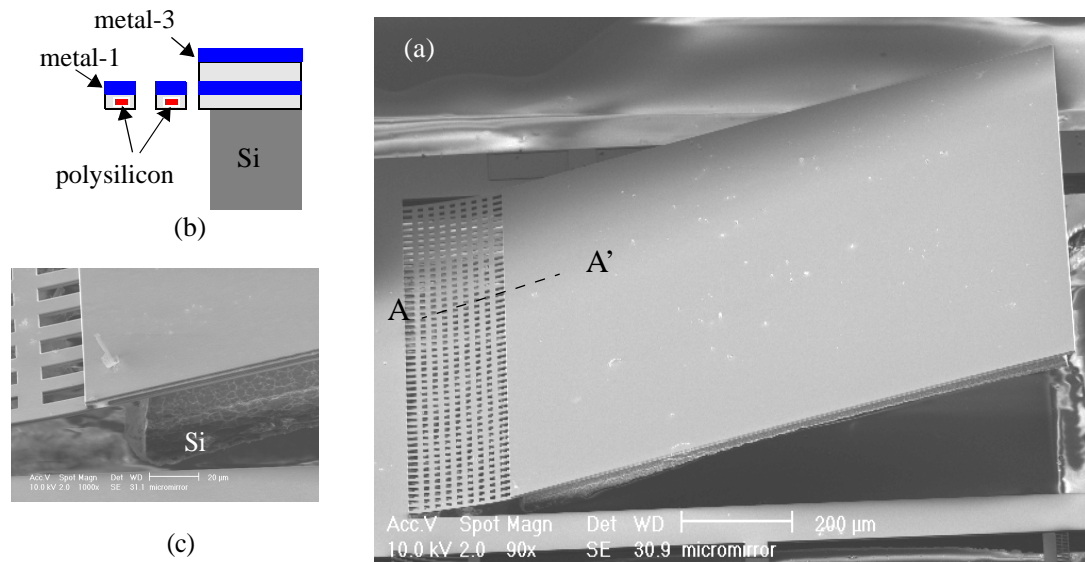 metal-3
metal-1
polysilicon
Si
(b)
(a)
A
A’
Si
Acc.V Spot Magn Det WD 20 µm
10.0 kV 2.0 1000x SE 31.1 micromirror
(c)
Acc.V Spot Magn Det WD 200 µm
10.0 kV 2.0 90x SE 30.9 micromirror